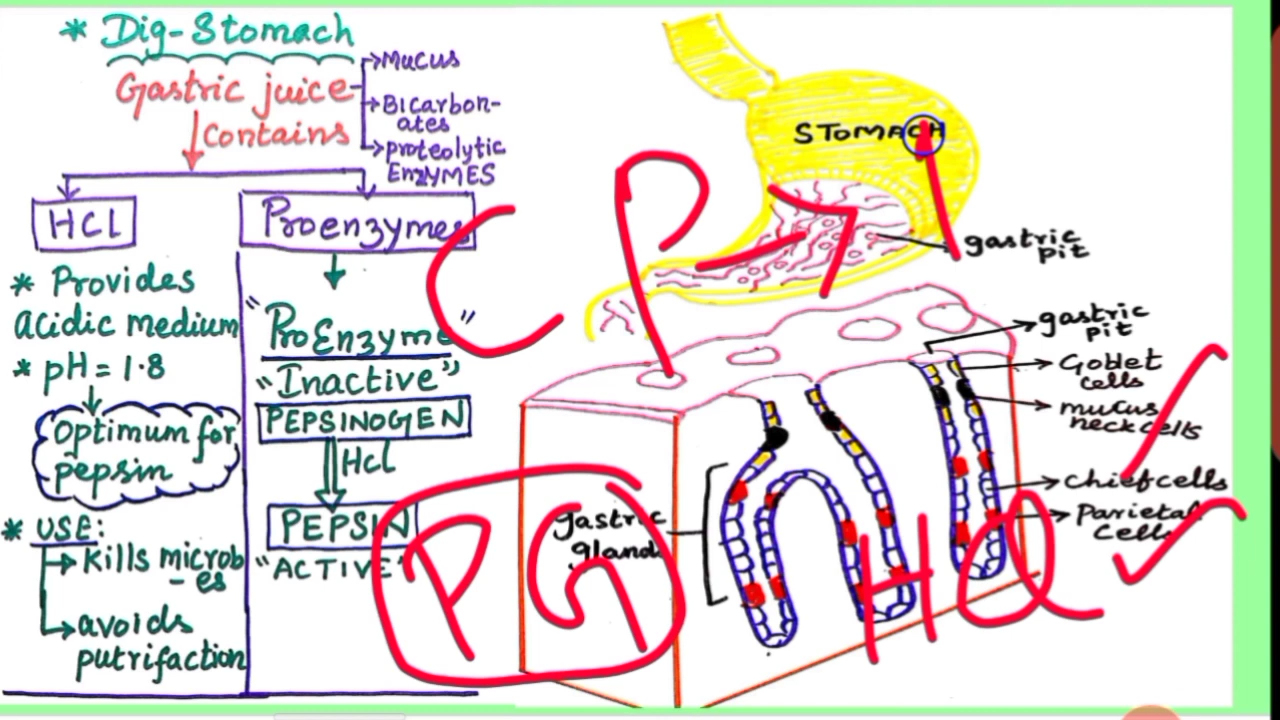 * Dig-Stomach
Gastric juice
Contains
→Mucus
→Bicarbon-
ates
→proteolytic
EnZYMES
HCl
* Provides
acidic medium
* pH = 1.8
Optimum for
pepsin
* USE:
→Kills microb
-es
→avoids
putrifaction
Proenzymes
"ProEnzyme"
"Inactive"
PEPSINOGEN
Hcl
PEPSIN
"ACTIVE"
STOMACH
gastric
pit
gastric
pit
Goblet
cells
mucus
neck cells
chief cells
Parietal
Cells
gastric
glands
C P
PG
HCl